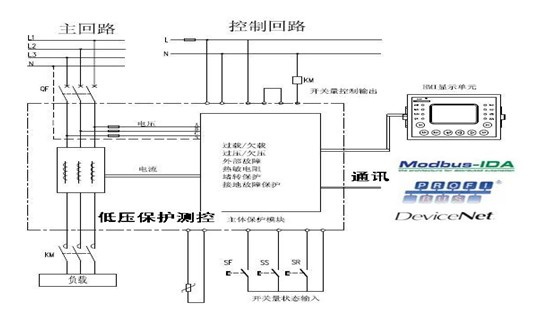 主回路
控制回路
L1
L2
L3
N
L
N
QF
KM
开关量控制输出
HMI显示单元
电压
过载/欠载
过压/欠压
外部故障
热敏电阻
堵转保护
接地故障保护
电流
通讯
Modbus-IDA
PROFI
DeviceNet
低压保护测控
主体保护模块
KM
SF
SS
SR
负载
开关量状态输入